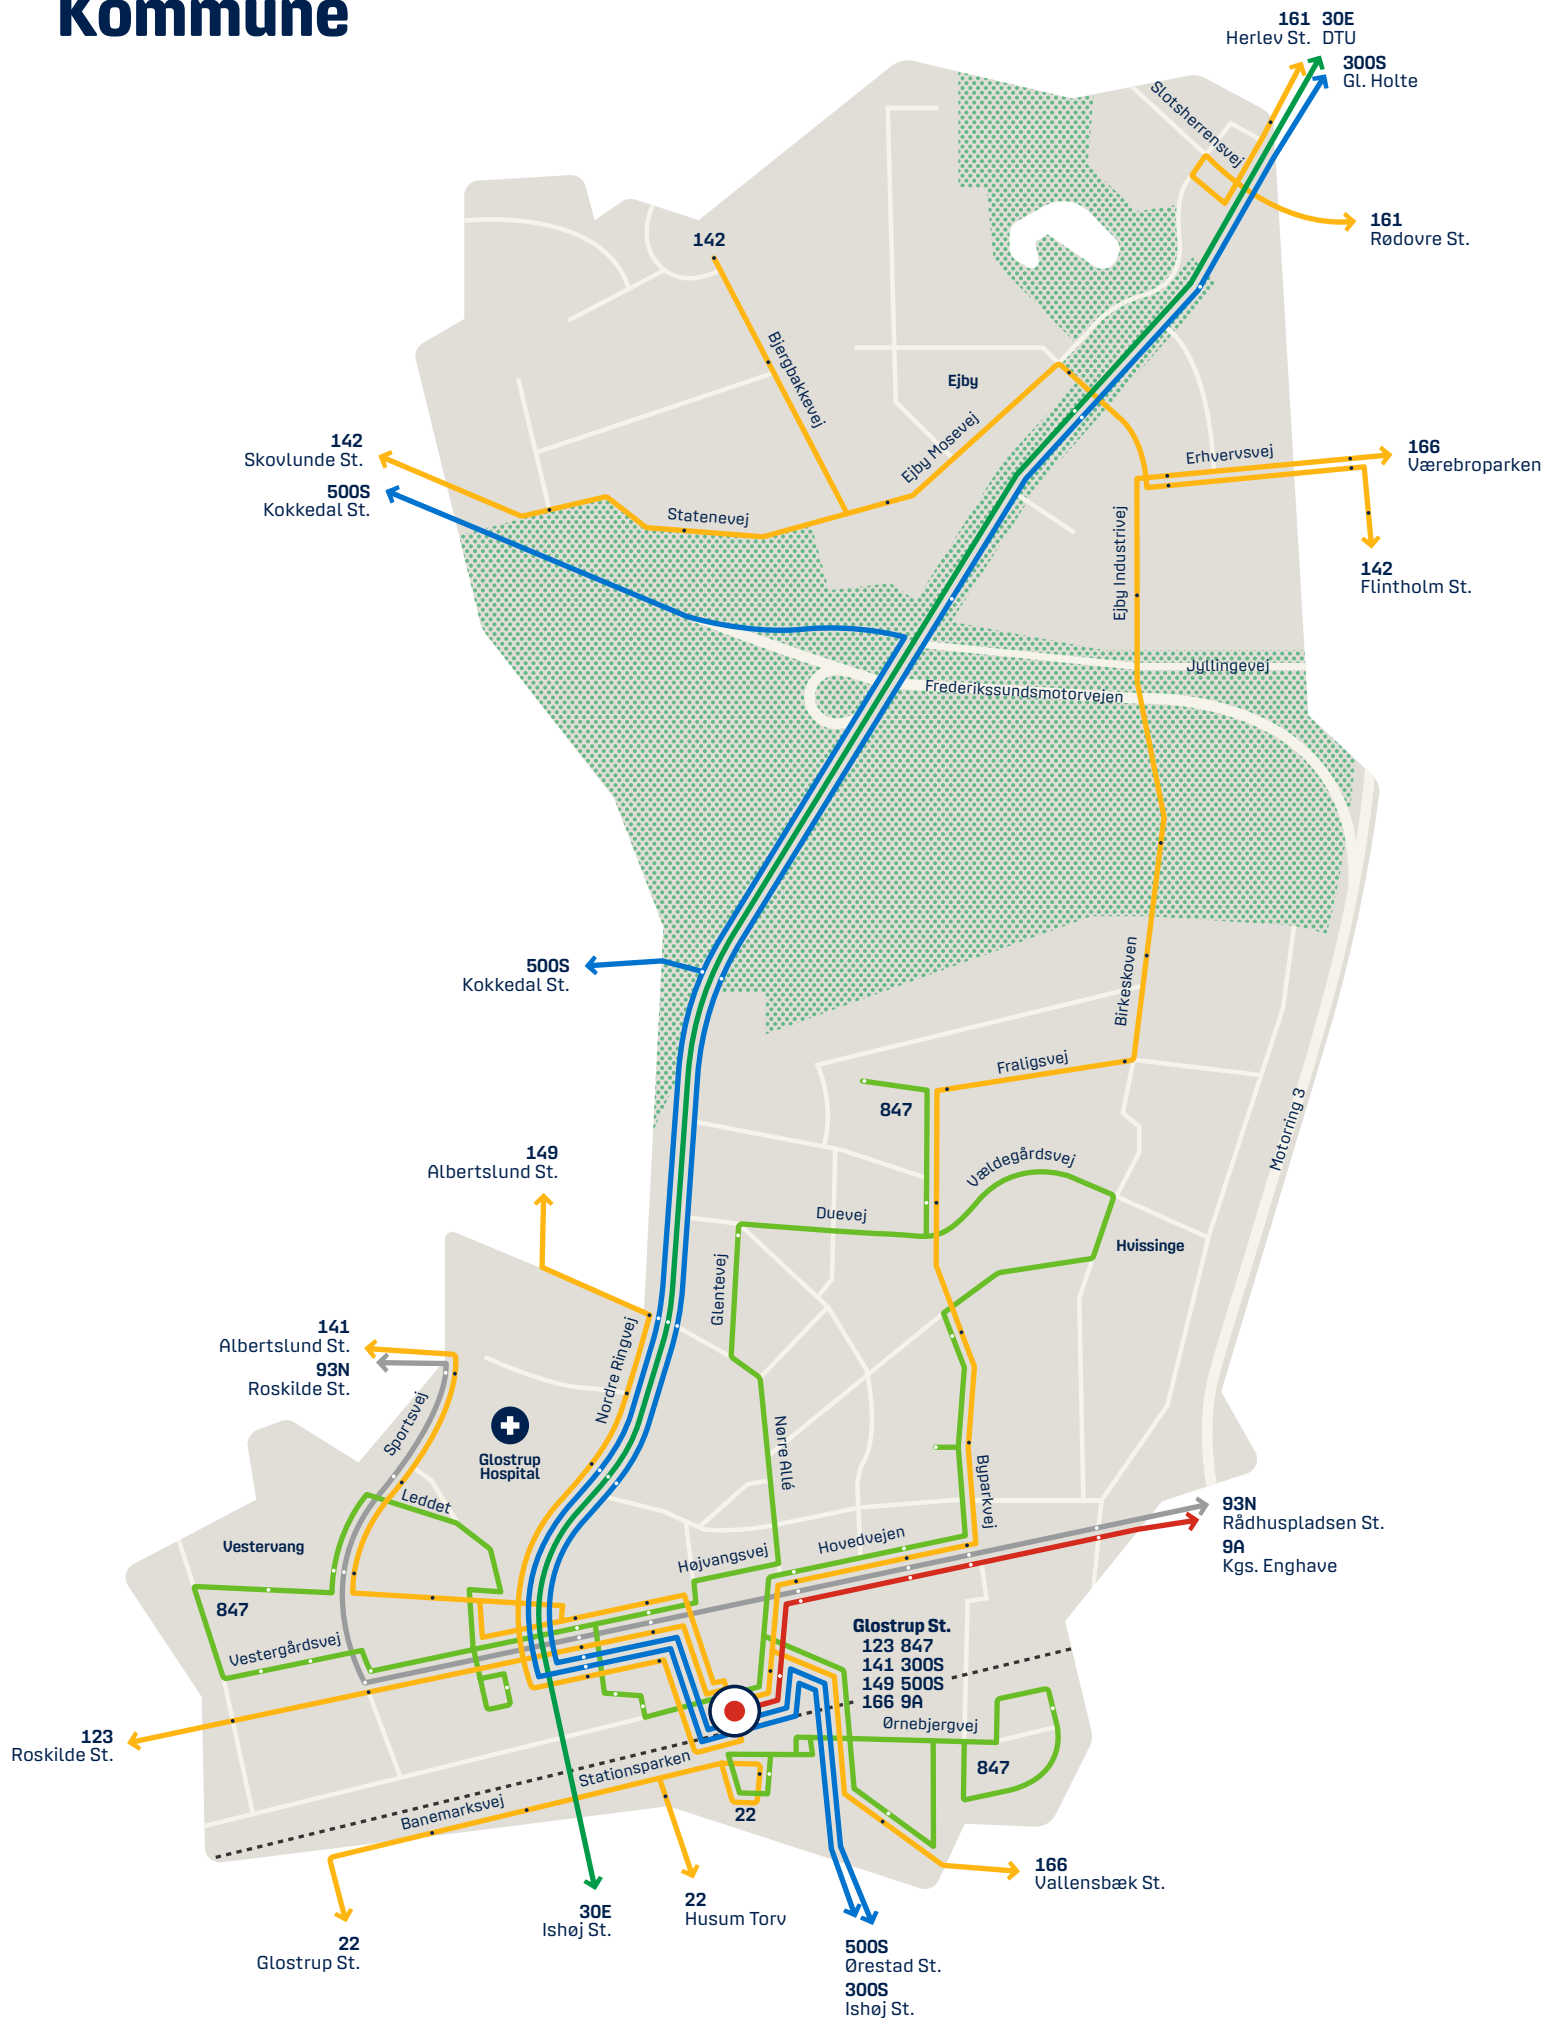 Kommune
161 30E
Herlev St. DTU
300S
Gl. Holte
Slotsherrensvej
161
Rødovre St.
142
Bjergbakkevej
Ejby
Ejby Mosevej
142
Skovlunde St.
500S
Kokkedal St.
Statenevej
Erhvervsvej
166
Værebroparken
Ejby Industrivej
142
Flintholm St.
Jyllingevej
Frederikssundsmotorvejen
500S
Kokkedal St.
Birkeskoven
Fraligsvej
847
Motorring 3
149
Albertslund St.
Vældegårdsvej
Duevej
Hvissinge
Glentevej
141
Albertslund St.
93N
Roskilde St.
Nordre Ringvej
Sportsvej
Glostrup
Hospital
Nørre Allé
Byparkvej
Leddet
93N
Rådhuspladsen St.
9A
Kgs. Enghave
Vestervang
Højvangsvej
Hovedvejen
847
Vestergårdsvej
Glostrup St.
123 847
141 300S
149 500S
166 9A
Ørnebjergvej
123
Roskilde St.
Stationsparken
847
Banemarksvej
22
166
Vallensbæk St.
30E
Ishøj St.
22
Husum Torv
22
Glostrup St.
500S
Ørestad St.
300S
Ishøj St.